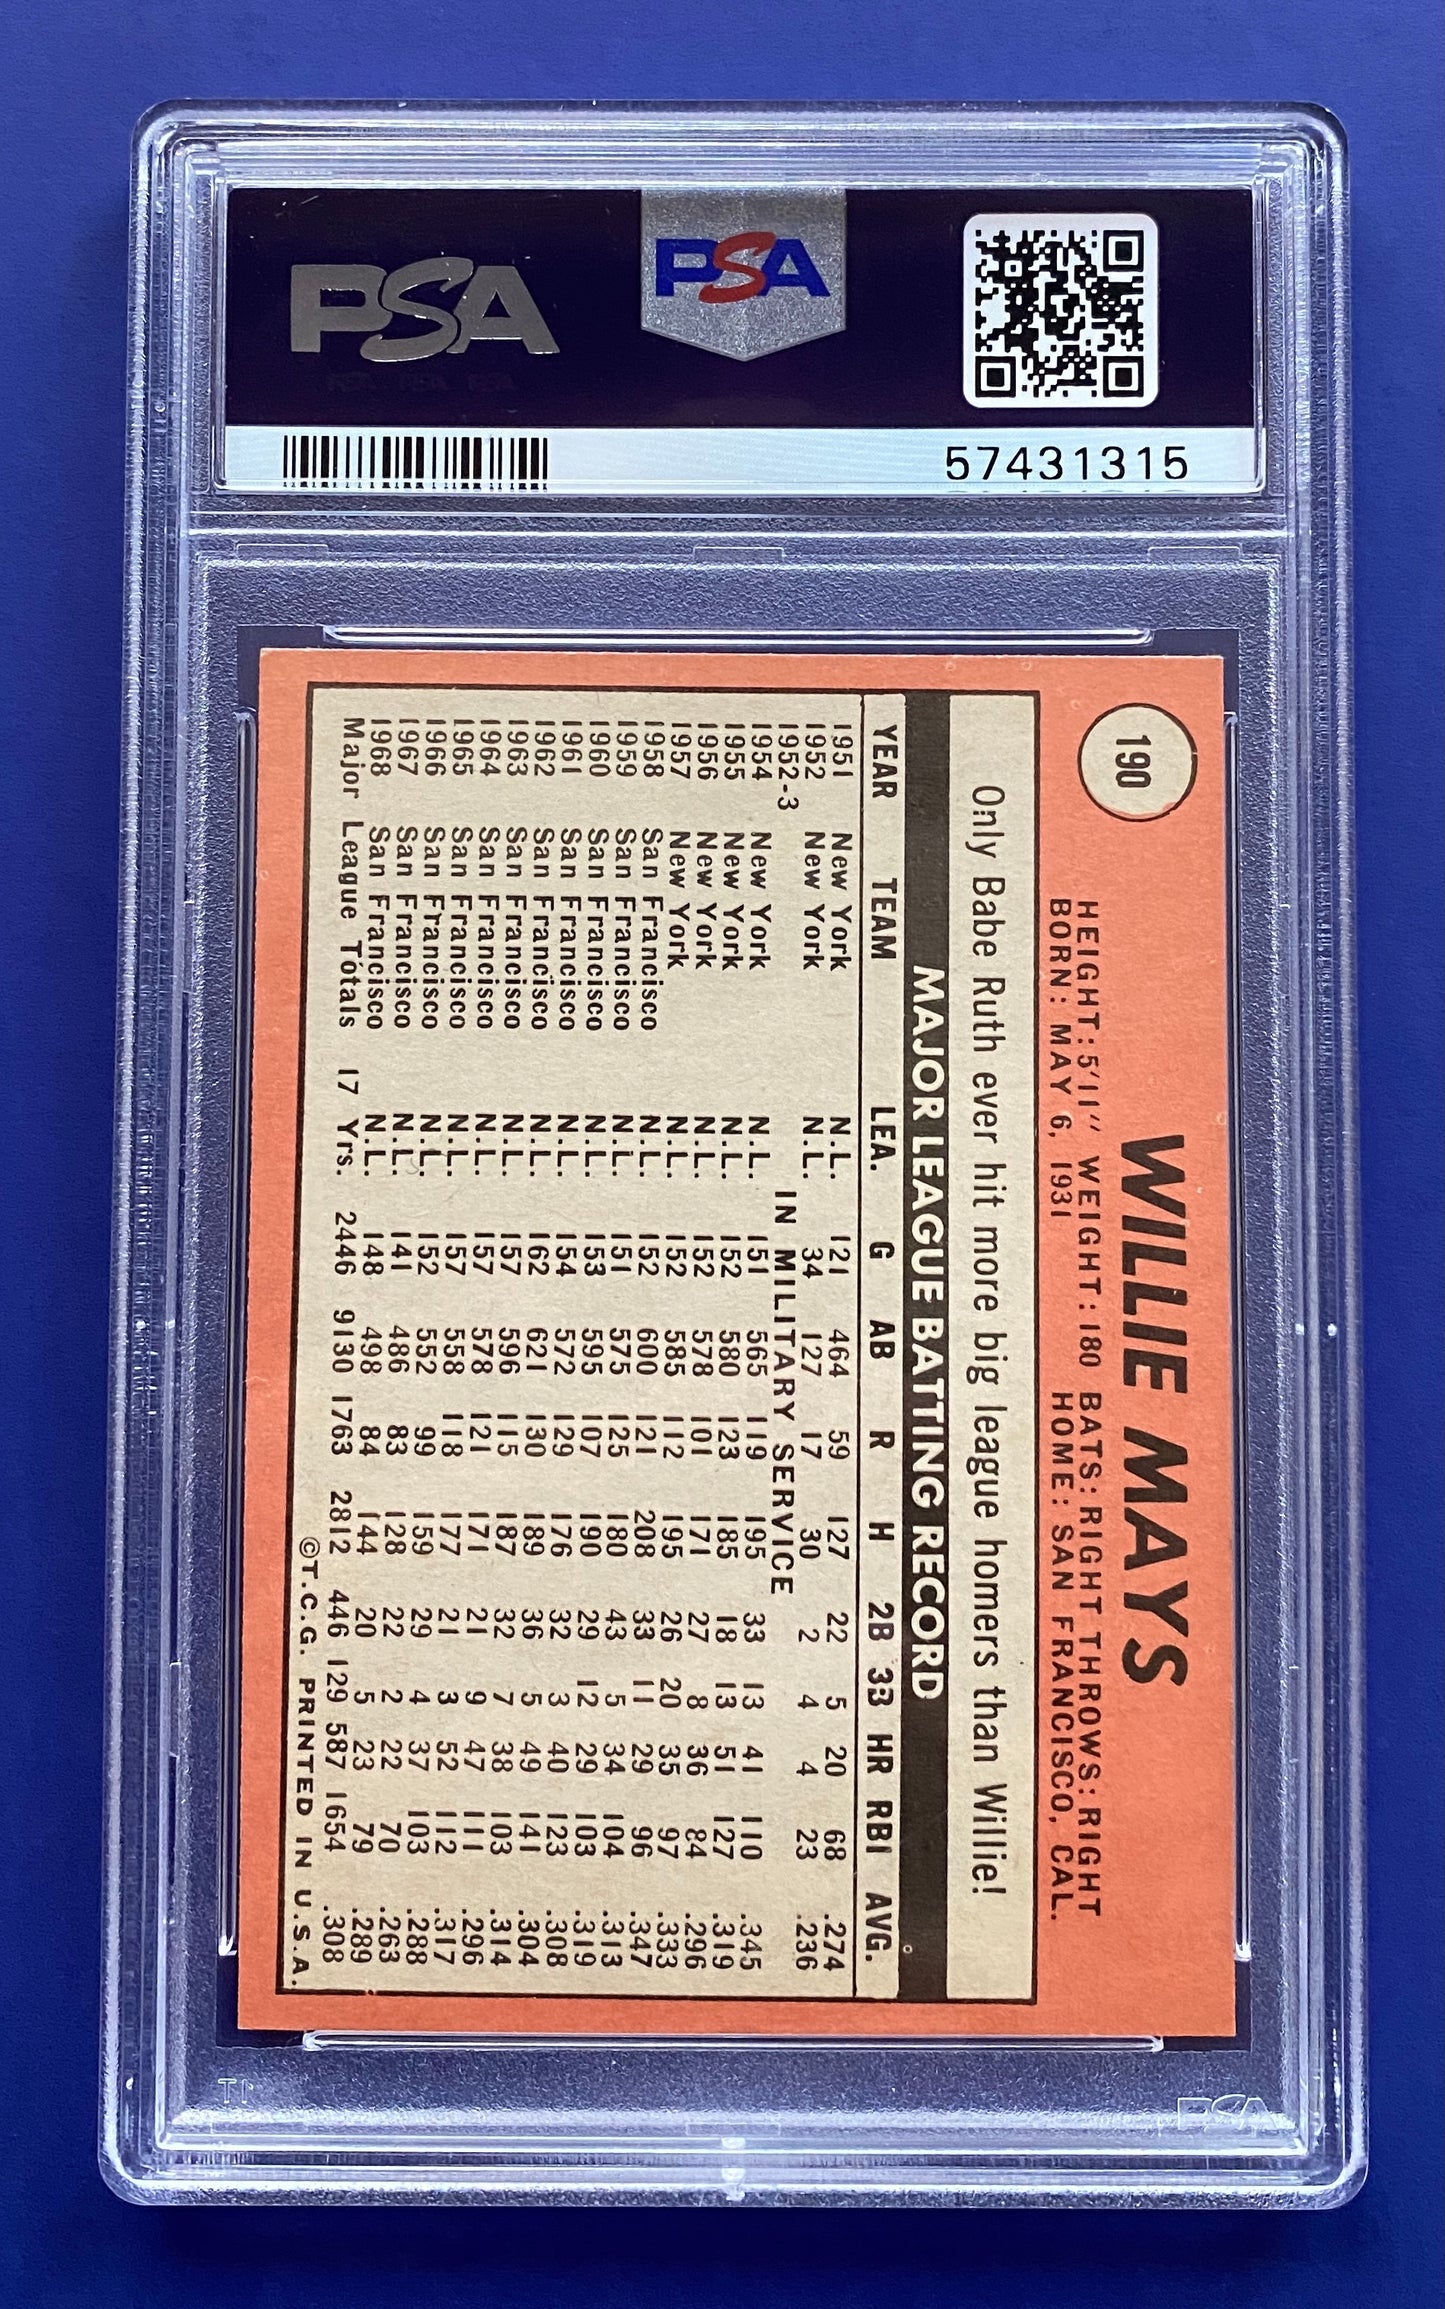 PSA
PSA
57431315
190
WILLIE MAYS
HEIGHT: 5'11" WEIGHT: 180 BATS: RIGHT THROWS: RIGHT
BORN: MAY 6, 1931 HOME: SAN FRANCISCO, CAL.
Only Babe Ruth ever hit more big league homers than Willie!
MAJOR LEAGUE BATTING RECORD
YEAR TEAM LEA. G AB R H 2B 3B HR RBI AVG.
1951 New York N.L. 121 464 59 127 22 5 20 68 .274
1952 New York N.L. 34 127 17 30 2 4 4 23 .236
1952-3 IN MILITARY SERVICE
1954 New York N.L. 151 565 119 195 33 13 41 110 .345
1955 New York N.L. 152 580 123 185 18 13 51 127 .319
1956 New York N.L. 152 578 101 171 27 8 36 84 .296
1957 New York N.L. 152 585 112 195 26 20 35 97 .333
1958 San Francisco N.L. 152 600 121 208 33 11 29 96 .347
1959 San Francisco N.L. 151 575 125 180 43 5 34 104 .313
1960 San Francisco N.L. 153 595 107 190 29 12 29 103 .319
1961 San Francisco N.L. 154 572 129 176 32 3 40 123 .308
1962 San Francisco N.L. 162 621 130 189 36 5 49 141 .304
1963 San Francisco N.L. 157 596 115 187 32 7 38 103 .314
1964 San Francisco N.L. 157 578 121 171 21 9 47 111 .296
1965 San Francisco N.L. 157 558 118 177 21 3 52 112 .317
1966 San Francisco N.L. 152 552 99 159 29 4 37 103 .288
1967 San Francisco N.L. 141 486 83 128 22 2 22 70 .263
1968 San Francisco N.L. 148 498 84 144 20 5 23 79 .289
Major League Totals 17 Yrs. 2446 9130 1763 2812 446 129 587 1654 .308
©T.C.G. PRINTED IN U.S.A.
PSA